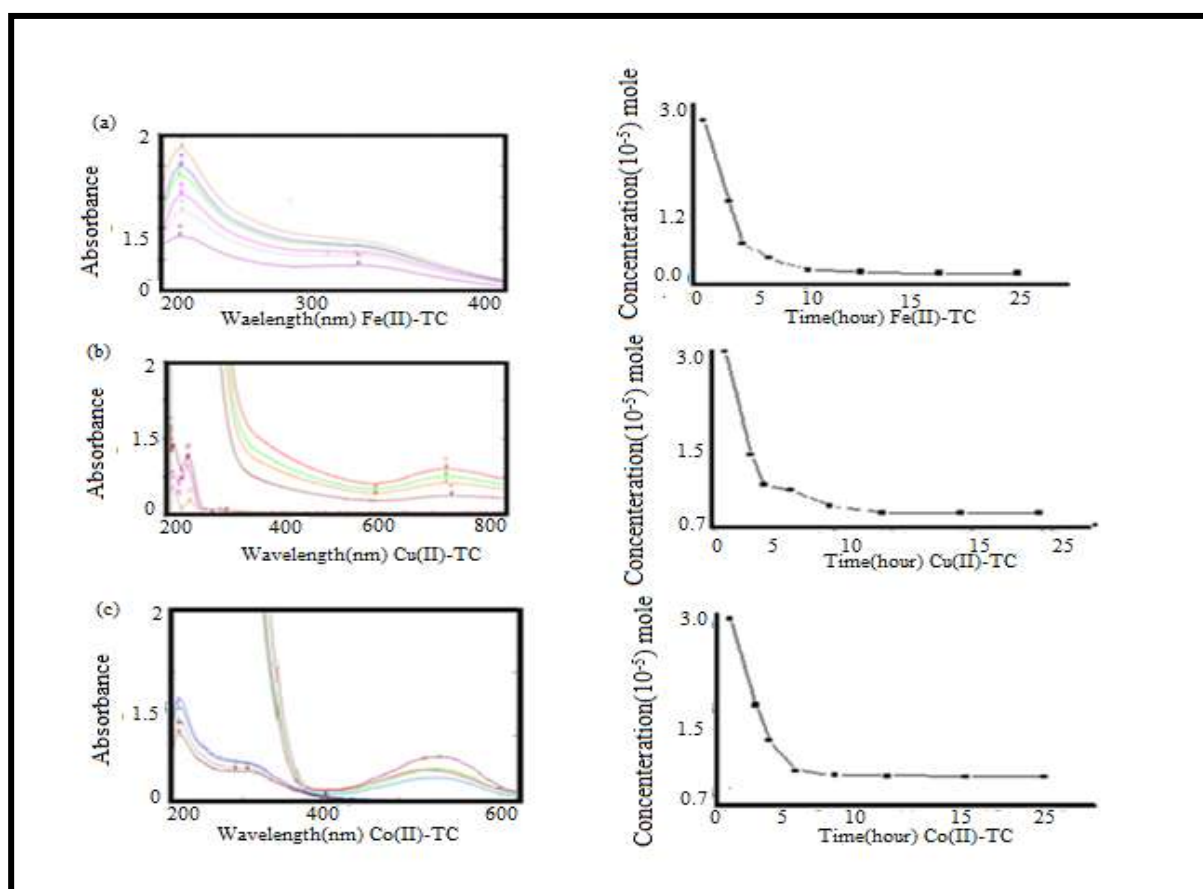 (a)
2
1.5
0
Absorbance
200 300 400
Waelength(nm) Fe(II)-TC
3.0
1.2
0.0
Concenteration(10⁻⁵) mole
0 5 10 15 25
Time(hour) Fe(II)-TC
(b)
2
1.5
0
Absorbance
200 400 600 800
Wavelength(nm) Cu(II)-TC
3.0
1.5
0.7
Concenteration(10⁻⁵) mole
0 5 10 15 25
Time(hour) Cu(II)-TC
(c)
2
1.5
0
Absorbance
200 400 600
Wavelength(nm) Co(II)-TC
3.0
1.5
0.7
Concenteration(10⁻⁵) mole
0 5 10 15 25
Time(hour) Co(II)-TC